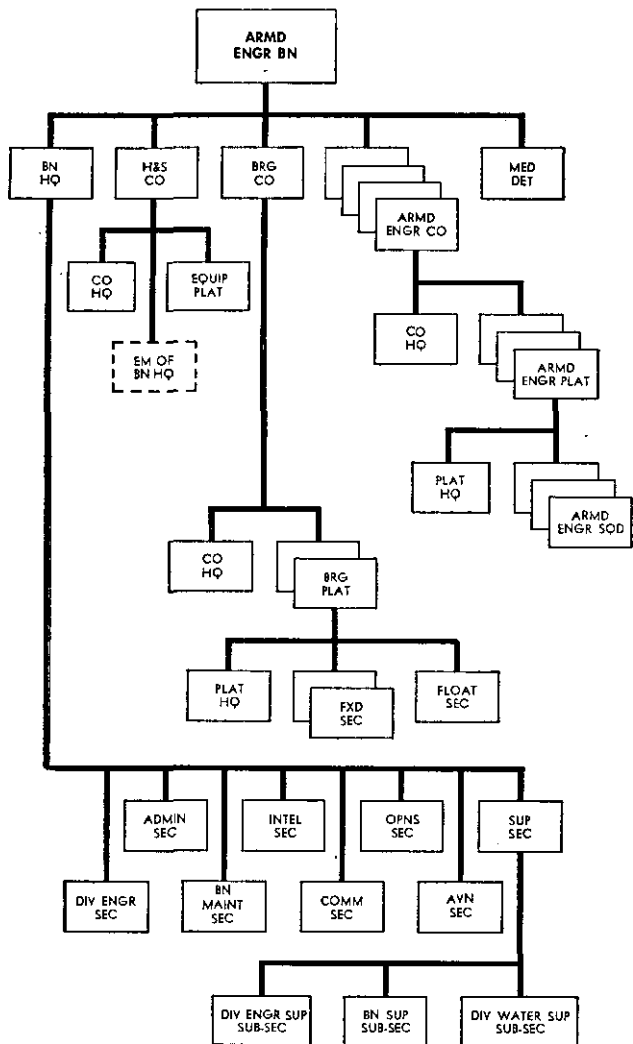 ARMD
ENGR BN
BN
HQ
H&S
CO
BRG
CO
ARMD
ENGR CO
MED
DET
CO
HQ
EQUIP
PLAT
EM OF
BN HQ
CO
HQ
ARMD
ENGR PLAT
PLAT
HQ
ARMD
ENGR SQD
CO
HQ
BRG
PLAT
PLAT
HQ
FXD
SEC
FLOAT
SEC
ADMIN
SEC
INTEL
SEC
OPNS
SEC
SUP
SEC
DIV ENGR
SEC
BN
MAINT
SEC
COMM
SEC
AVN
SEC
DIV ENGR SUP
SUB-SEC
BN SUP
SUB-SEC
DIV WATER SUP
SUB-SEC